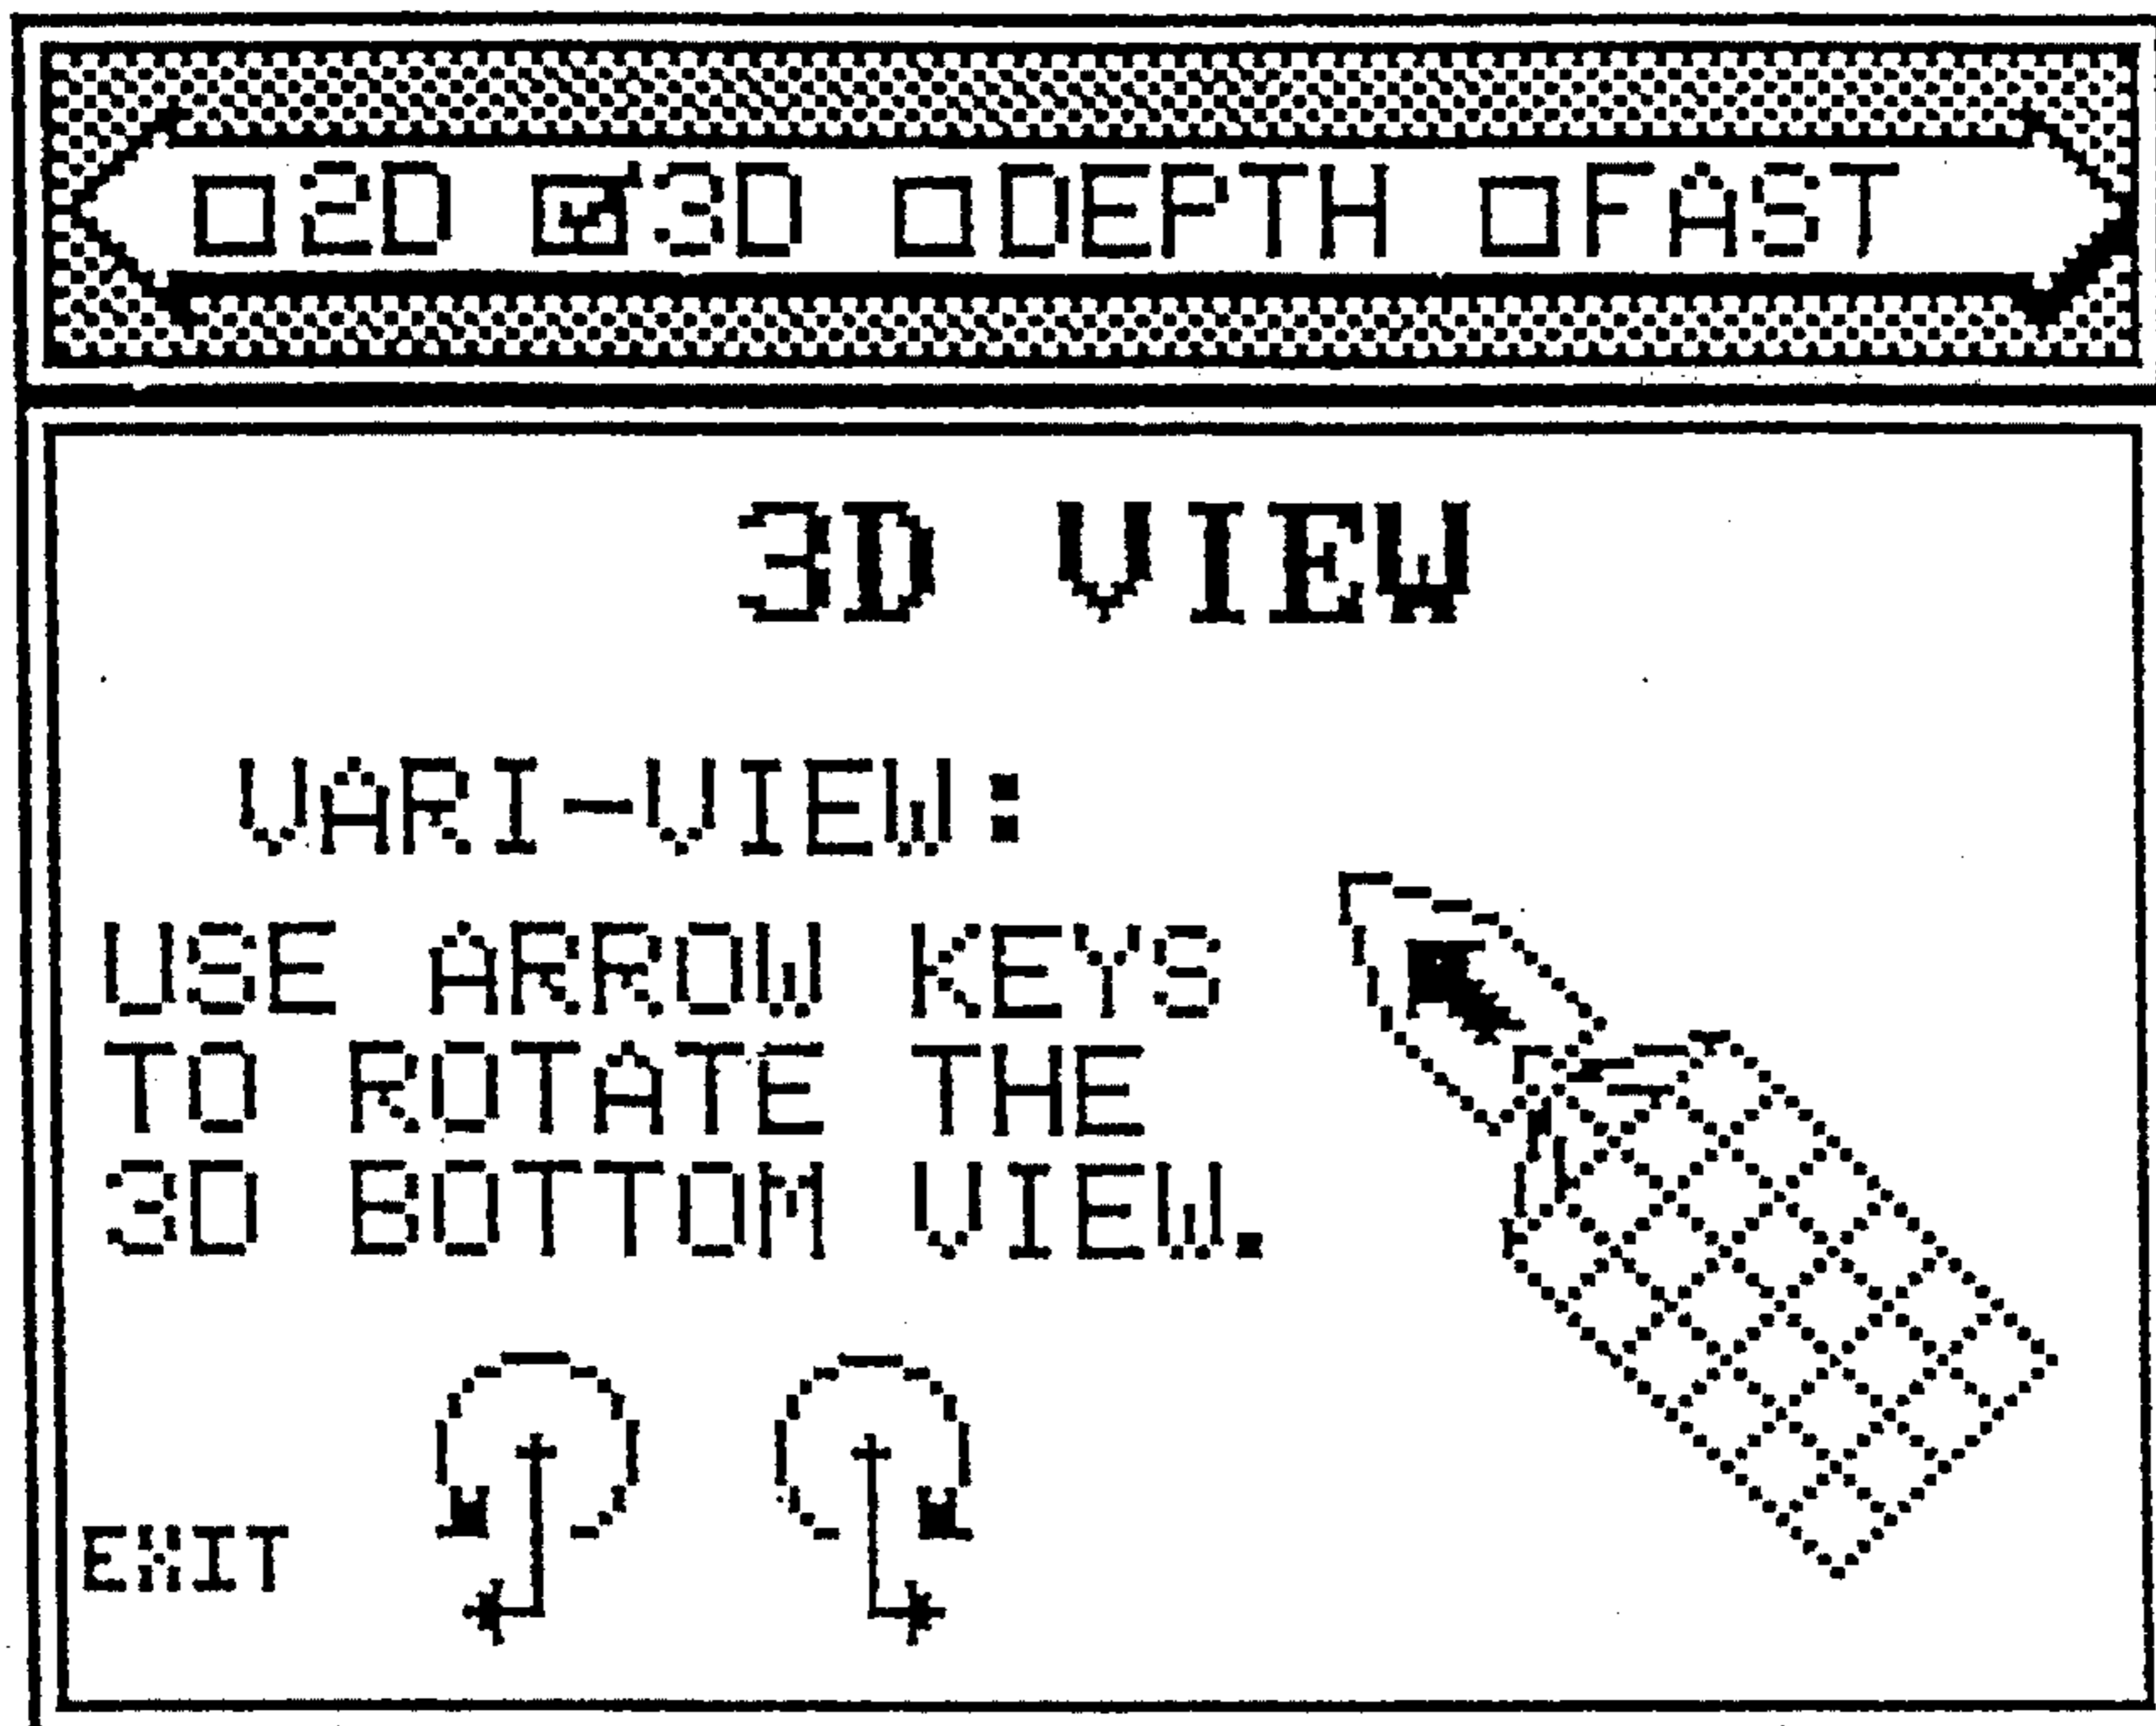 2D 3D DEPTH FAST
3D VIEW
VARI-VIEW:
USE ARROW KEYS
TO ROTATE THE
3D BOTTOM VIEW.
EXIT